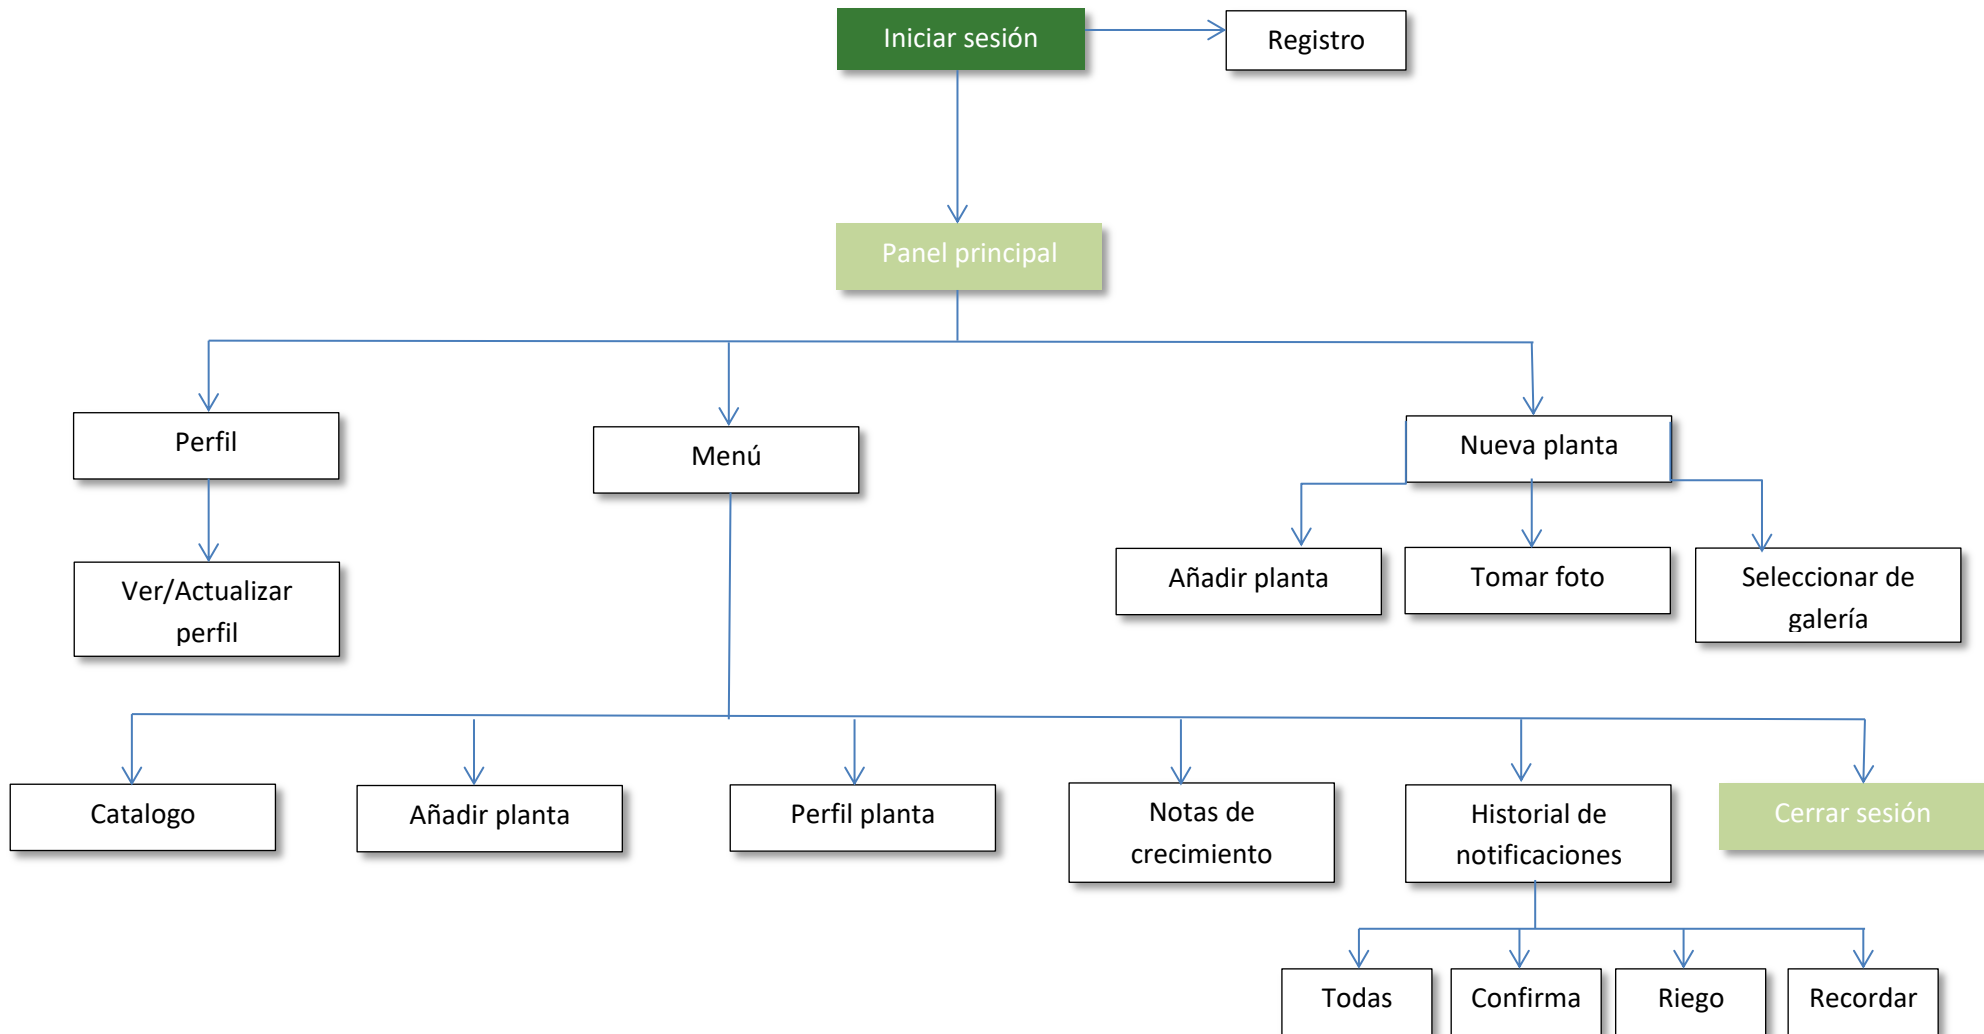 Iniciar sesión
Registro
Panel principal
Perfil
Menú
Nueva planta
Ver/Actualizar
perfil
Añadir planta
Tomar foto
Seleccionar de
galería
Catalogo
Añadir planta
Perfil planta
Notas de
crecimiento
Historial de
notificaciones
Cerrar sesión
Todas
Confirma
Riego
Recordar